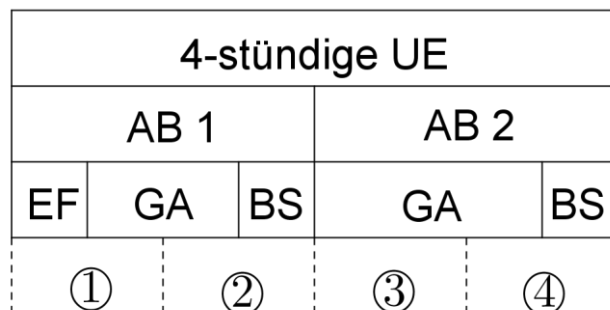 4-stündige UE
AB 1 AB 2
EF GA BS GA BS
① ② ③ ④